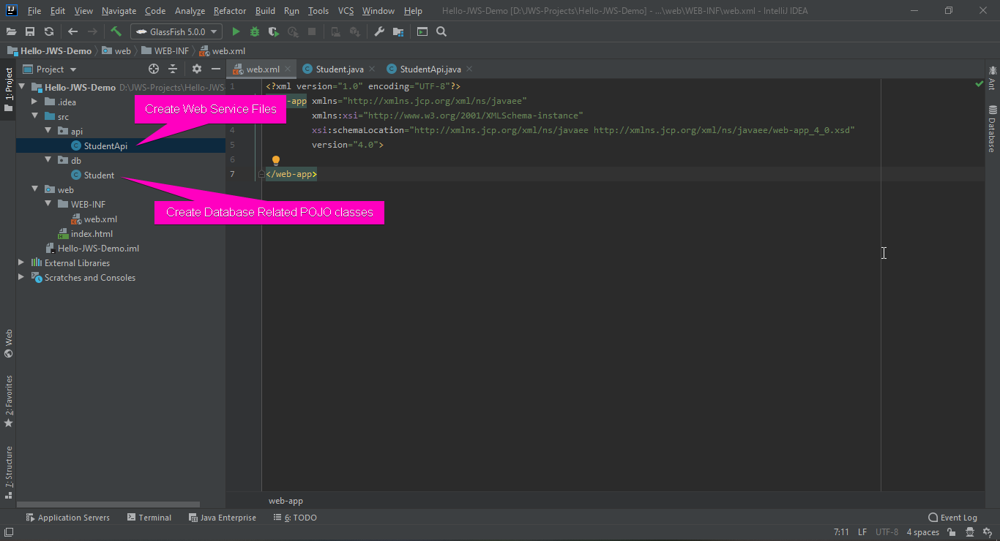 File Edit View Navigate Code Analyze Refactor Build Run Tools VCS Window Help Hello-JWS-Demo [D:\JWS-Projects\Hello-JWS-Demo] - ...\web\WEB-INF\web.xml - IntelliJ IDEA
GlassFish 5.0.0
Hello-JWS-Demo web WEB-INF web.xml
1: Project
Web
2: Favorites
7: Structure
Project
Hello-JWS-Demo D:\JWS-Projects\Hello-JWS
.idea
src
api
StudentApi
db
Student
web
WEB-INF
web.xml
index.html
Hello-JWS-Demo.iml
External Libraries
Scratches and Consoles
Create Web Service Files
Create Database Related POJO classes
web.xml Student.java StudentApi.java
1 <?xml version="1.0" encoding="UTF-8"?>
-app xmlns="http://xmlns.jcp.org/xml/ns/javaee"
xmlns:xsi="http://www.w3.org/2001/XMLSchema-instance"
4 xsi:schemaLocation="http://xmlns.jcp.org/xml/ns/javaee http://xmlns.jcp.org/xml/ns/javaee/web-app_4_0.xsd"
5 version="4.0">
6
7 </web-app>
web-app
Ant
Database
Application Servers Terminal Java Enterprise 6: TODO Event Log
7:11 LF UTF-8 4 spaces